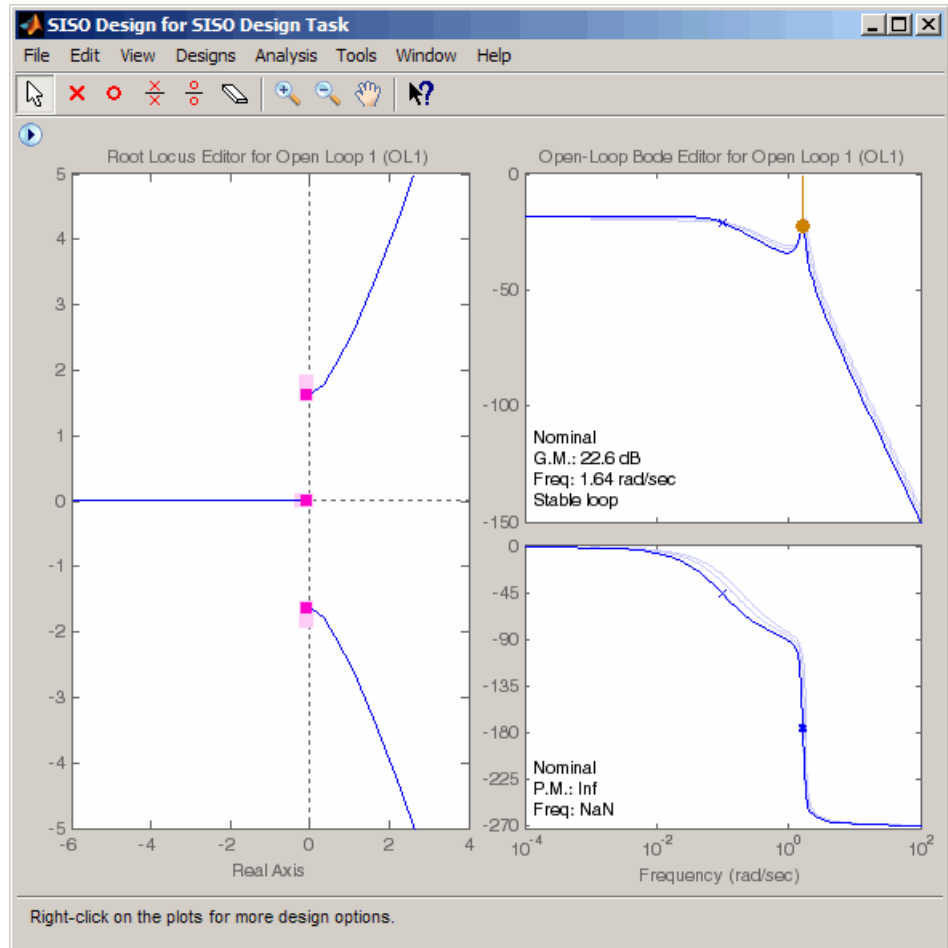 SISO Design for SISO Design Task
File Edit View Designs Analysis Tools Window Help
Root Locus Editor for Open Loop 1 (OL1)
5
4
3
2
1
0
-1
-2
-3
-4
-5
-6 -4 -2 0 2 4
Real Axis
Open-Loop Bode Editor for Open Loop 1 (OL1)
0
-50
-100
-150
Nominal
G.M.: 22.6 dB
Freq: 1.64 rad/sec
Stable loop
0
-45
-90
-135
-180
-225
-270
Nominal
P.M.: Inf
Freq: NaN
10^-4 10^-2 10^0 10^2
Frequency (rad/sec)
Right-click on the plots for more design options.